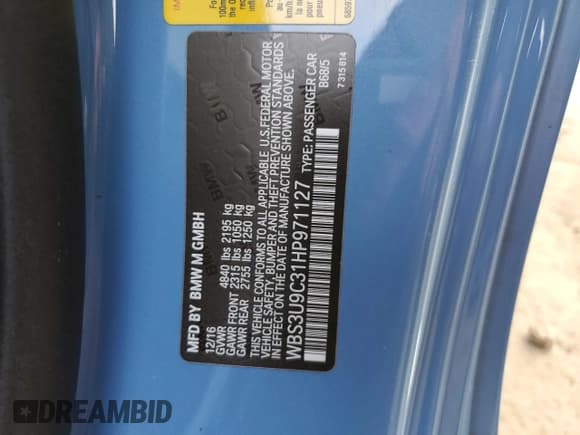 MFD BY BMW M GMBH
12/16
GVWR 4840 lbs 2195 kg
GAWR FRONT 2315 lbs 1050 kg
GAWR REAR 2755 lbs 1250 kg
THIS VEHICLE CONFORMS TO ALL APPLICABLE U.S.FEDERAL MOTOR
VEHICLE SAFETY, BUMPER AND THEFT PREVENTION STANDARDS
IN EFFECT ON THE DATE OF MANUFACTURE SHOWN ABOVE.
WBS3U9C31HP971127 TYPE: PASSENGER CAR
B68/5
7 315 814
BMW
DREAMBID